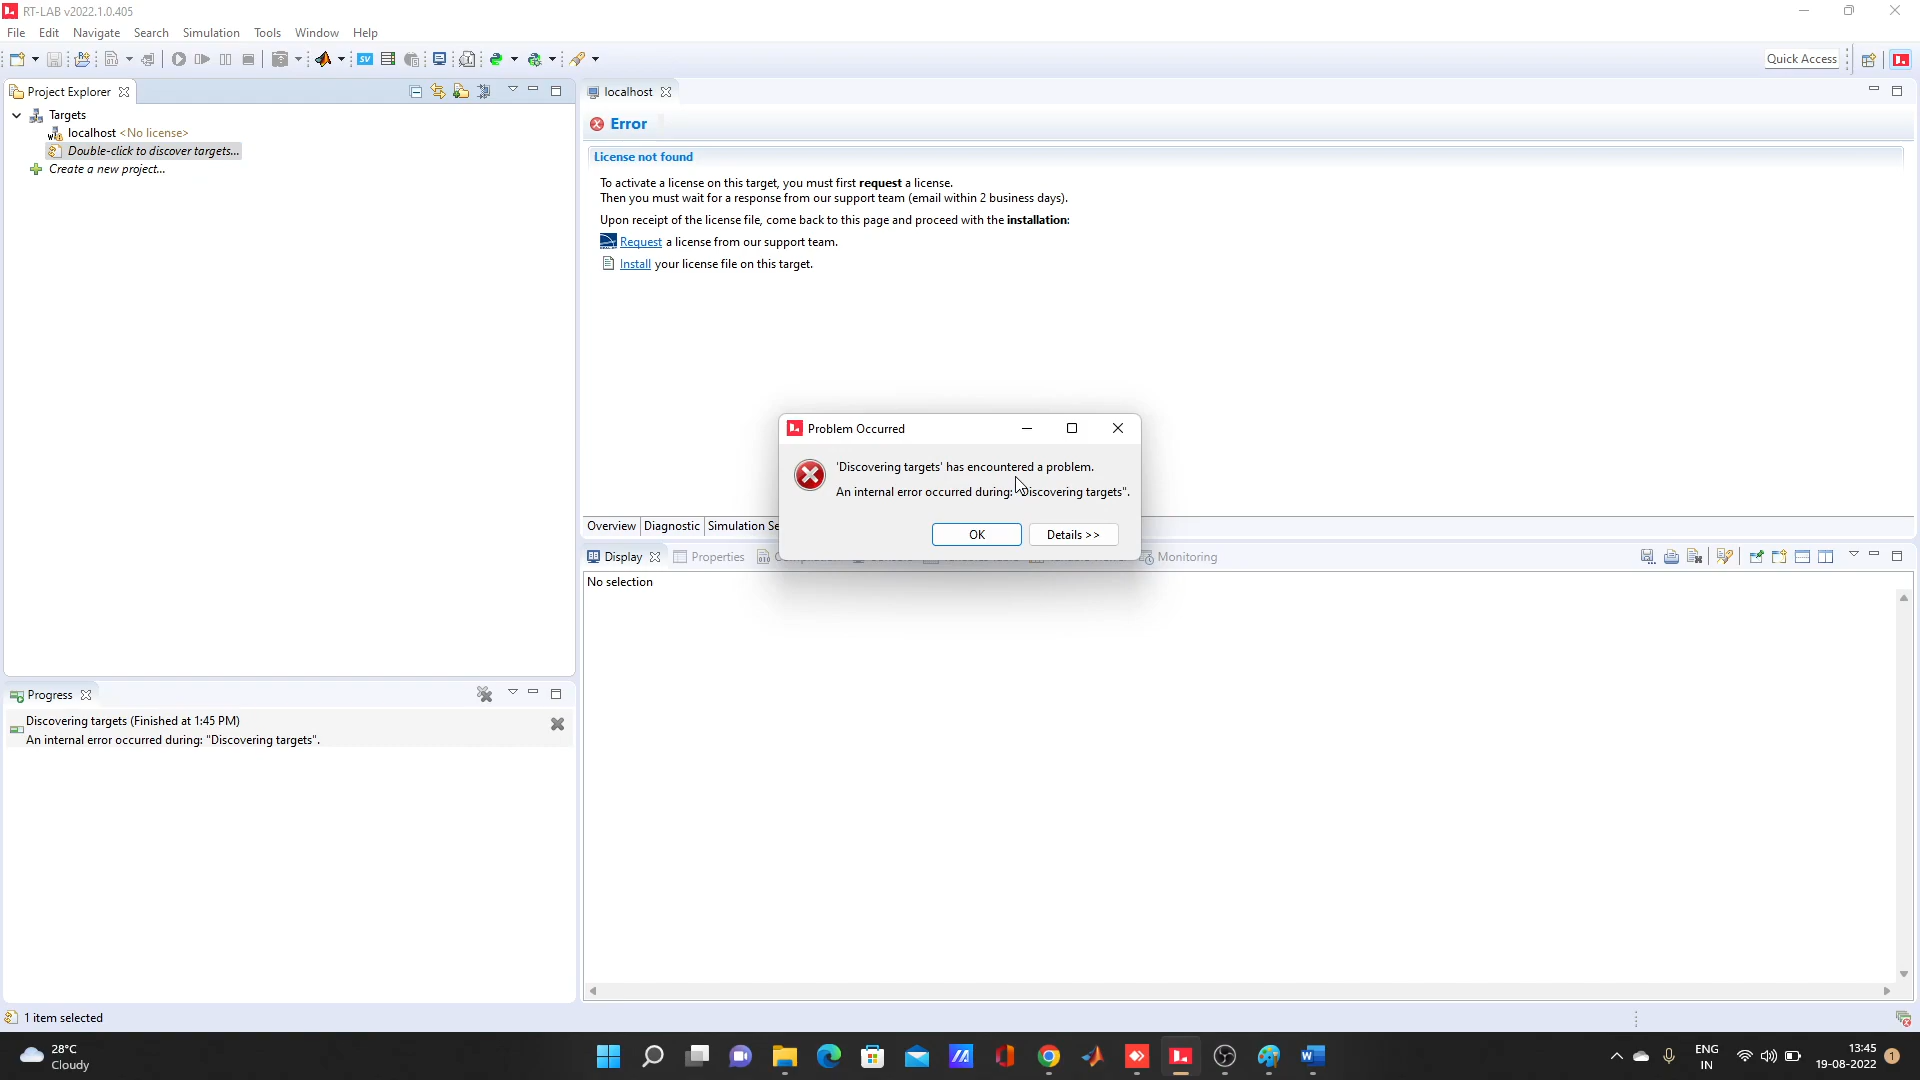 RT-LAB v2022.1.0.405
File Edit Navigate Search Simulation Tools Window Help
Quick Access
Project Explorer
Targets
localhost <No license>
Double-click to discover targets...
Create a new project...
localhost
Error
License not found
To activate a license on this target, you must first request a license.
Then you must wait for a response from our support team (email within 2 business days).
Upon receipt of the license file, come back to this page and proceed with the installation:
Request a license from our support team.
Install your license file on this target.
Problem Occurred
'Discovering targets' has encountered a problem.
An internal error occurred during: "Discovering targets".
OK Details >>
Overview Diagnostic Simulation Se
Display Properties Monitoring
No selection
Progress
Discovering targets (Finished at 1:45 PM)
An internal error occurred during: "Discovering targets".
1 item selected
28°C
Cloudy
ENG
IN
13:45
19-08-2022
1